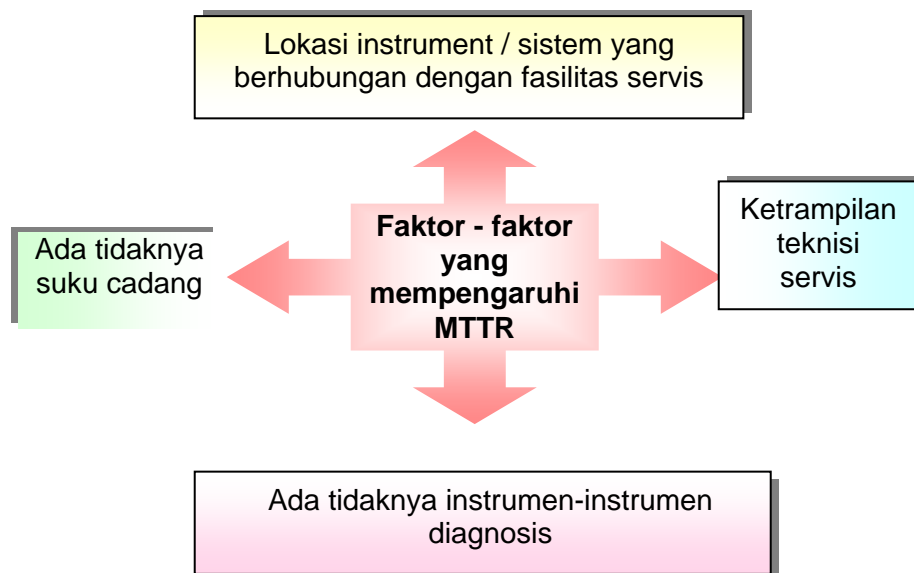 Lokasi instrument / sistem yang
berhubungan dengan fasilitas servis
Ada tidaknya
suku cadang
Faktor - faktor
yang
mempengaruhi
MTTR
Ketrampilan
teknisi
servis
Ada tidaknya instrumen-instrumen
diagnosis